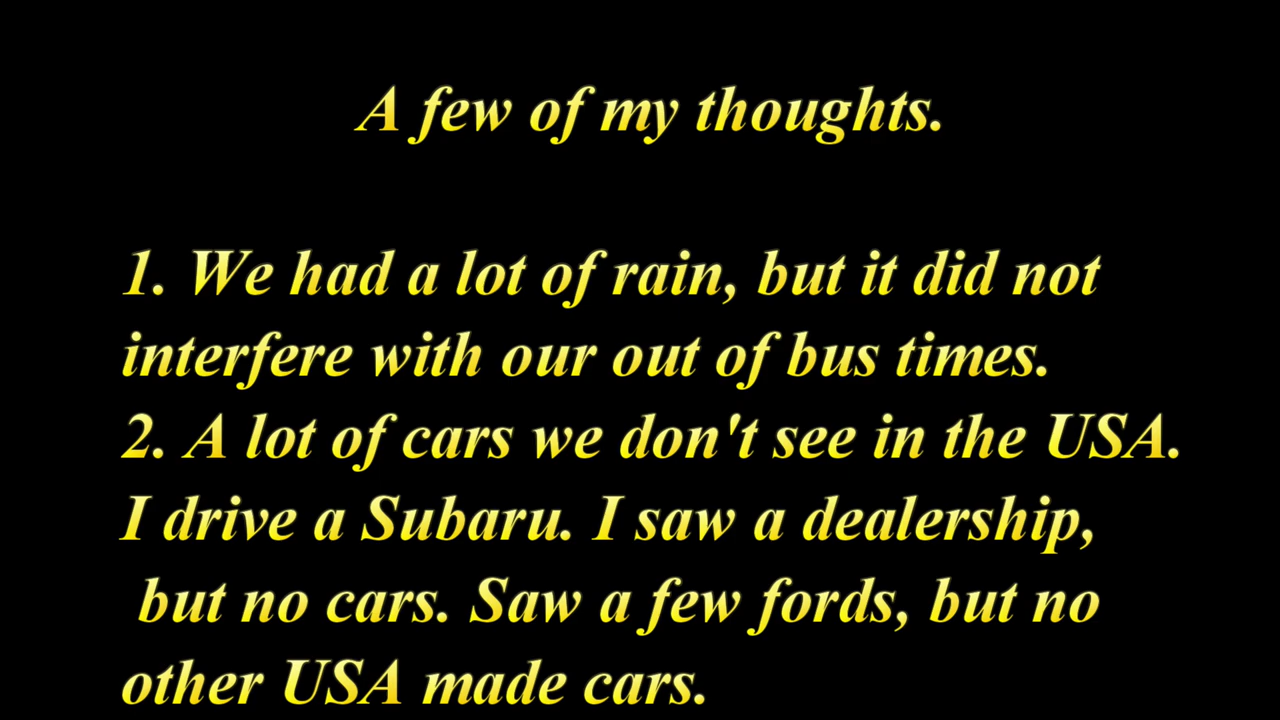 A few of my thoughts.
1. We had a lot of rain, but it did not
interfere with our out of bus times.
2. A lot of cars we don't see in the USA.
I drive a Subaru. I saw a dealership,
but no cars. Saw a few fords, but no
other USA made cars.